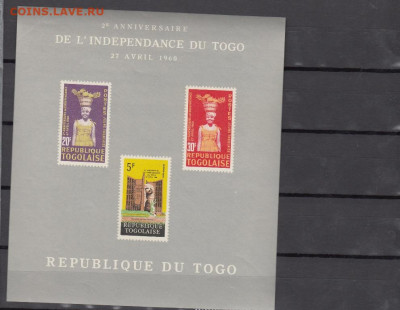 COINS.LAVE.RU
2e ANNIVERSAIRE
DE L'INDEPENDANCE DU TOGO
27 AVRIL 1960
20F
REPUBLIQUE
TOGOLAISE
30F
REPUBLIQUE
TOGOLAISE
5F
REPUBLIQUE
TOGOLAISE
REPUBLIQUE DU TOGO